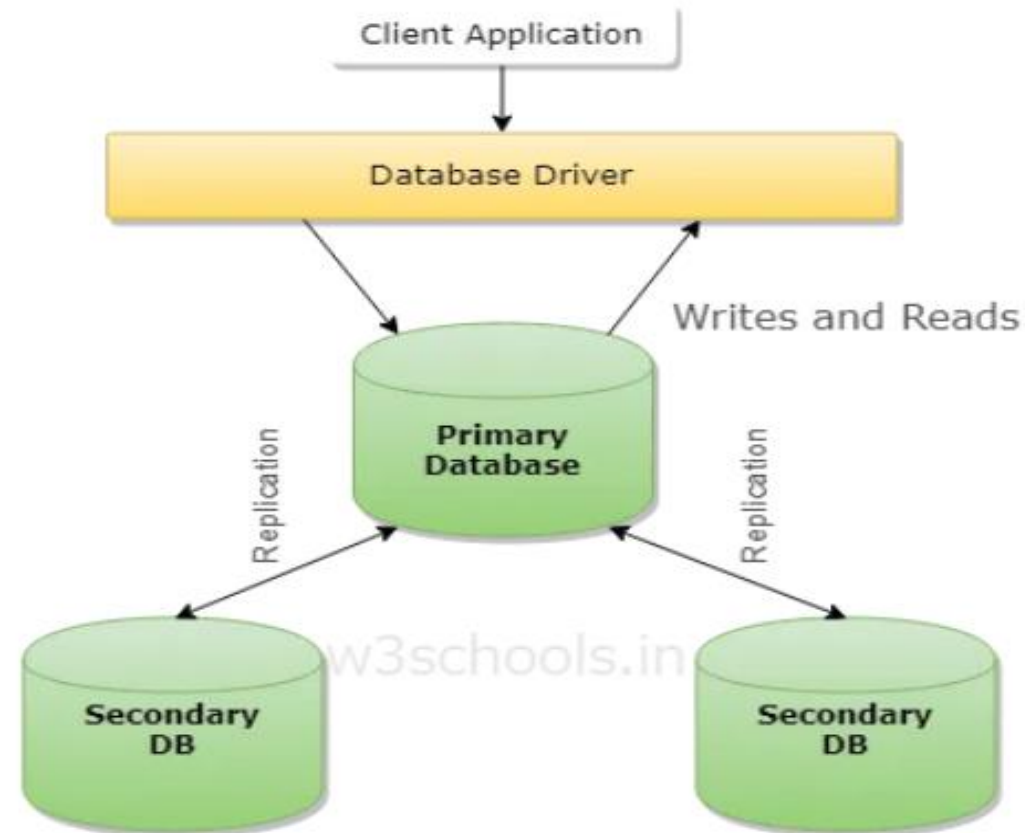 Client Application
Database Driver
Writes and Reads
Primary
Database
Replication
Replication
w3schools.in
Secondary
DB
Secondary
DB